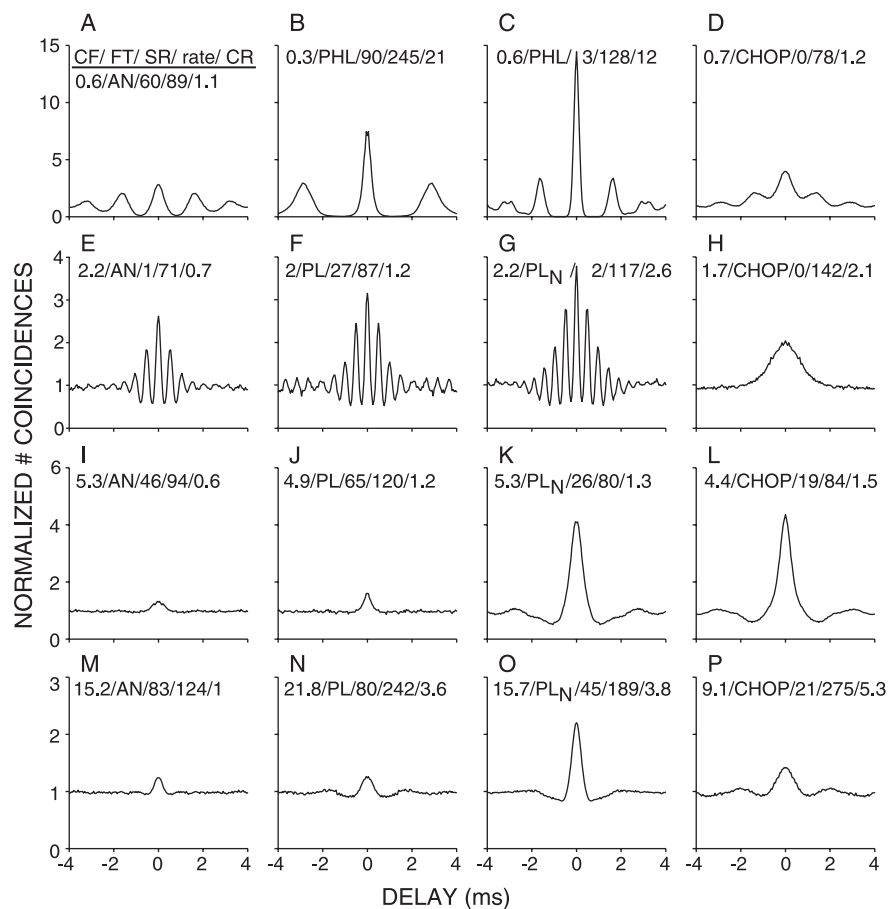 A B C D
CF/ FT/ SR/ rate/ CR
0.6/AN/60/89/1.1
0.3/PHL/90/245/21
0.6/PHL/ 3/128/12
0.7/CHOP/0/78/1.2
15
10
5
0
E F G H
2.2/AN/1/71/0.7
2/PL/27/87/1.2
2.2/PLN/ 2/117/2.6
1.7/CHOP/0/142/2.1
4
3
2
1
0
I J K L
5.3/AN/46/94/0.6
4.9/PL/65/120/1.2
5.3/PLN/26/80/1.3
4.4/CHOP/19/84/1.5
6
4
2
0
M N O P
15.2/AN/83/124/1
21.8/PL/80/242/3.6
15.7/PLN/45/189/3.8
9.1/CHOP/21/275/5.3
3
2
1
0
-4 -2 0 2 4 -2 0 2 4 -2 0 2 4 -2 0 2 4
NORMALIZED # COINCIDENCES
DELAY (ms)